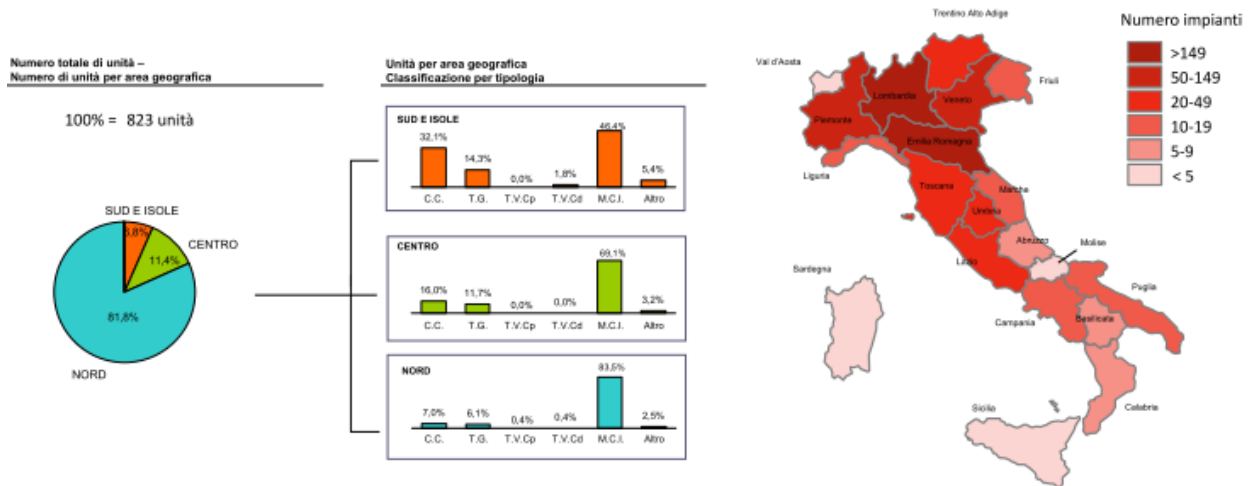 Numero totale di unità –
Numero di unità per area geografica
100% = 823 unità
SUD E ISOLE
6,8%
CENTRO
11,4%
81,8%
NORD
Unità per area geografica
Classificazione per tipologia
SUD E ISOLE
32,1%
14,3%
0,0%
1,8%
46,4%
5,4%
C.C.
T.G.
T.V.Cp
T.V.Cd
M.C.I.
Altro
CENTRO
16,0%
11,7%
0,0%
0,0%
69,1%
3,2%
C.C.
T.G.
T.V.Cp
T.V.Cd
M.C.I.
Altro
NORD
7,0%
6,1%
0,4%
0,4%
83,5%
2,5%
C.C.
T.G.
T.V.Cp
T.V.Cd
M.C.I.
Altro
Trentino Alto Adige
Val d'Aosta
Friuli
Lombardia
Veneto
Piemonte
Emilia Romagna
Liguria
Toscana
Marche
Umbria
Abruzzo
Molise
Lazio
Sardegna
Puglia
Campania
Basilicata
Calabria
Sicilia
Numero impianti
>149
50-149
20-49
10-19
5-9
< 5